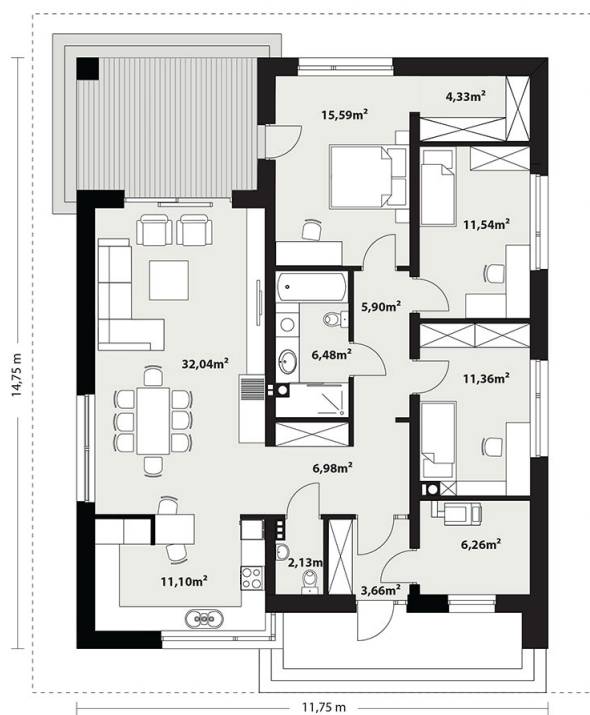 4,33m²
15,59m²
11,54m²
5,90m²
6,48m²
32,04m²
11,36m²
14,75 m
6,98m²
6,26m²
2,13m
11,10m²
3,66m²
11,75 m